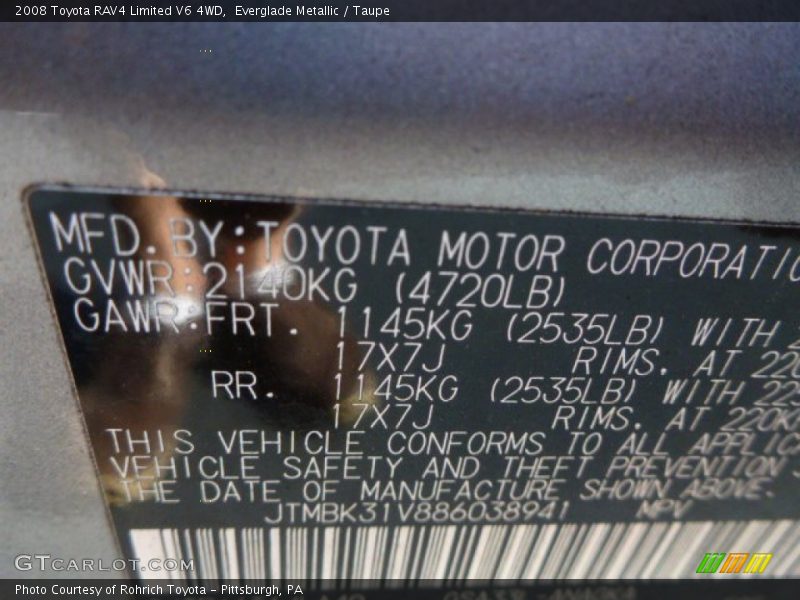 2008 Toyota RAV4 Limited V6 4WD, Everglade Metallic / Taupe
MFD. BY: TOYOTA MOTOR CORPORATIO
GVWR: 2140KG (4720LB)
GAWR: FRT. 1145KG (2535LB) WITH
17X7J RIMS. AT 220
RR. 1145KG (2535LB) WITH 225
17X7J RIMS. AT 220KP
THIS VEHICLE CONFORMS TO ALL APPLIC
VEHICLE SAFETY AND THEFT PREVENTION
THE DATE OF MANUFACTURE SHOWN ABOVE.
JTMBK31V886038941 MPV
GTCARLOT.COM
Photo Courtesy of Rohrich Toyota - Pittsburgh, PA